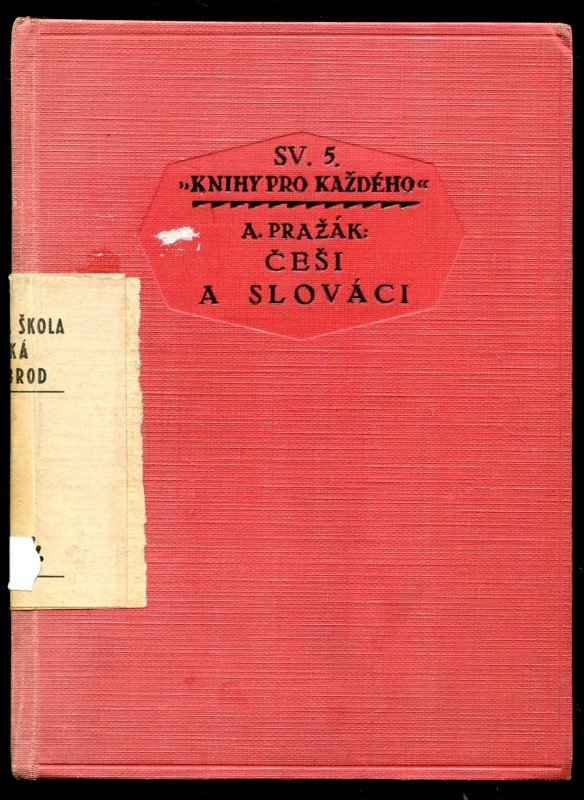 SV. 5.
»KNIHY PRO KAŽDÉHO«
A. PRAŽÁK:
ČEŠI
A SLOVÁCI
ŠKOLA
KÁ
BROD